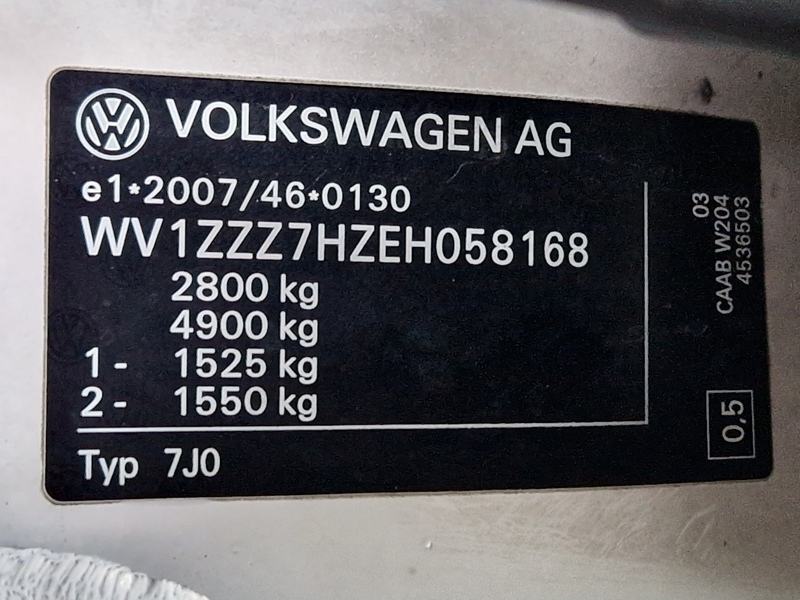 VOLKSWAGEN AG
e1*2007/46*0130
WV1ZZZ7HZEH058168
2800 kg
4900 kg
1- 1525 kg
2- 1550 kg
Typ 7J0
03
CAAB W204
4536503
0,5